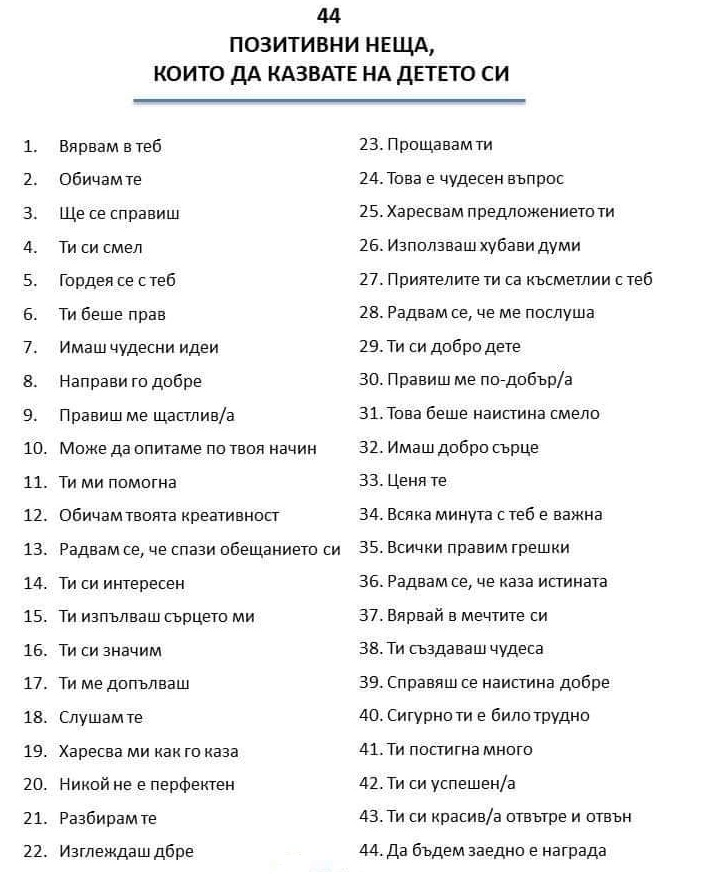 44
ПОЗИТИВНИ НЕЩА,
КОИТО ДА КАЗВАТЕ НА ДЕТЕТО СИ
1. Вярвам в теб
2. Обичам те
3. Ще се справиш
4. Ти си смел
5. Гордея се с теб
6. Ти беше прав
7. Имаш чудесни идеи
8. Направи го добре
9. Правиш ме щастлив/а
10. Може да опитаме по твоя начин
11. Ти ми помогна
12. Обичам твоята креативност
13. Радвам се, че спази обещанието си
14. Ти си интересен
15. Ти изпълваш сърцето ми
16. Ти си значим
17. Ти ме допълваш
18. Слушам те
19. Харесва ми как го каза
20. Никой не е перфектен
21. Разбирам те
22. Изглеждаш дбре
23. Прощавам ти
24. Това е чудесен въпрос
25. Харесвам предложението ти
26. Използваш хубави думи
27. Приятелите ти са късметлии с теб
28. Радвам се, че ме послуша
29. Ти си добро дете
30. Правиш ме по-добър/а
31. Това беше наистина смело
32. Имаш добро сърце
33. Ценя те
34. Всяка минута с теб е важна
35. Всички правим грешки
36. Радвам се, че каза истината
37. Вярвай в мечтите си
38. Ти създаваш чудеса
39. Справяш се наистина добре
40. Сигурно ти е било трудно
41. Ти постигна много
42. Ти си успешен/а
43. Ти си красив/а отвътре и отвън
44. Да бъдем заедно е награда